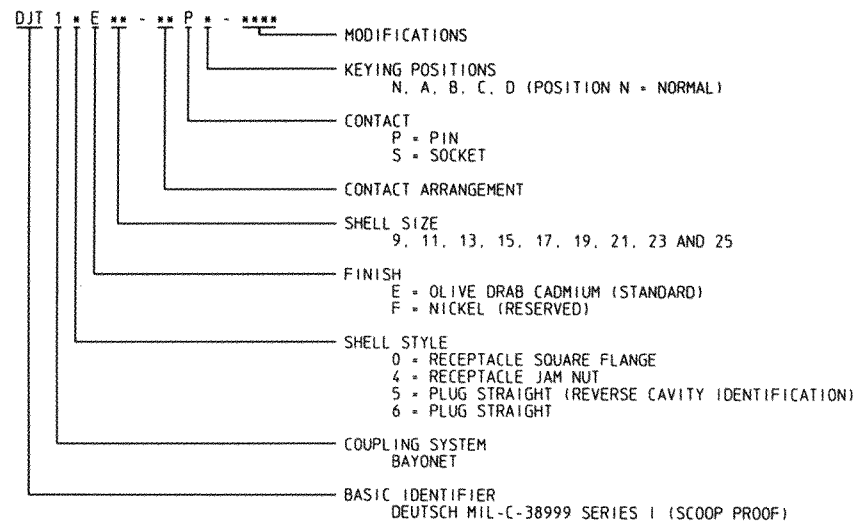 DJT 1 * E ** - ** P * - ****
MODIFICATIONS
KEYING POSITIONS
N, A, B, C, D (POSITION N = NORMAL)
CONTACT
P = PIN
S = SOCKET
CONTACT ARRANGEMENT
SHELL SIZE
9, 11, 13, 15, 17, 19, 21, 23 AND 25
FINISH
E = OLIVE DRAB CADMIUM (STANDARD)
F = NICKEL (RESERVED)
SHELL STYLE
0 = RECEPTACLE SQUARE FLANGE
4 = RECEPTACLE JAM NUT
5 = PLUG STRAIGHT (REVERSE CAVITY IDENTIFICATION)
6 = PLUG STRAIGHT
COUPLING SYSTEM
BAYONET
BASIC IDENTIFIER
DEUTSCH MIL-C-38999 SERIES I (SCOOP PROOF)